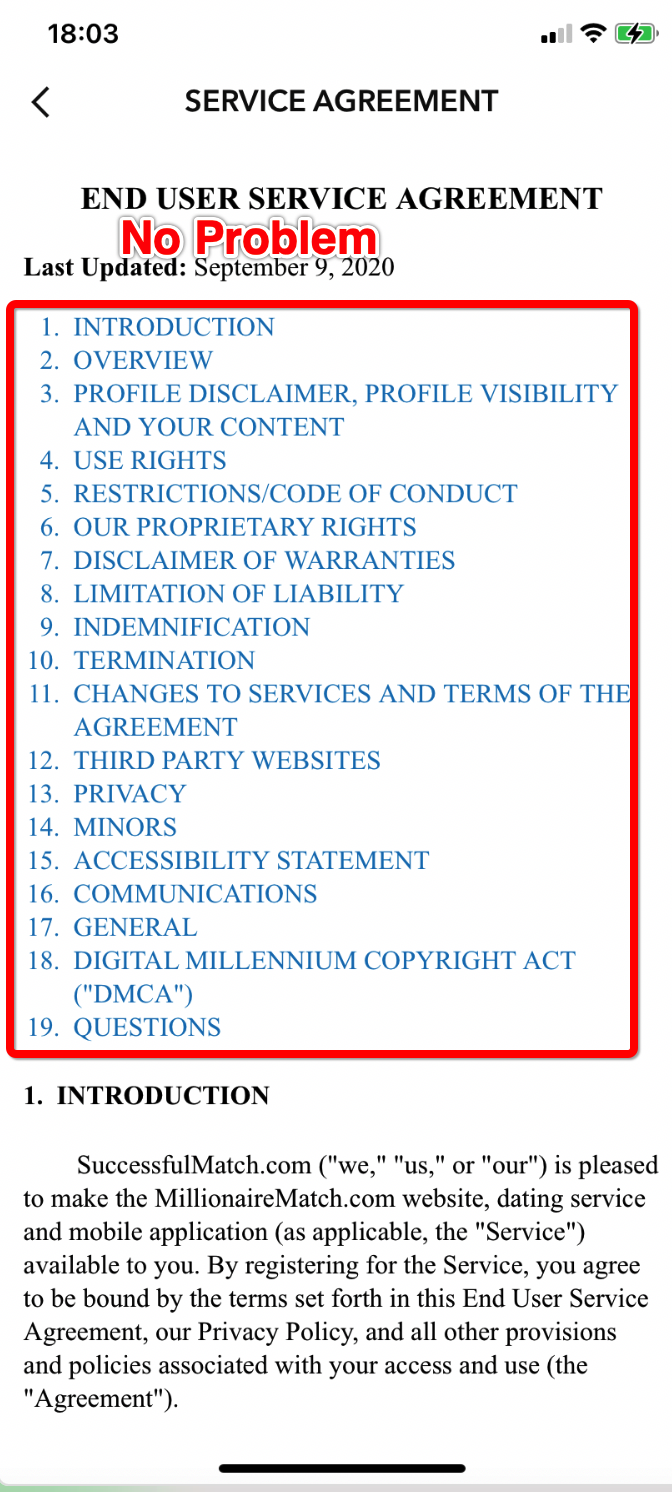 18:03
SERVICE AGREEMENT
END USER SERVICE AGREEMENT
No Problem
Last Updated: September 9, 2020
1. INTRODUCTION
2. OVERVIEW
3. PROFILE DISCLAIMER, PROFILE VISIBILITY
AND YOUR CONTENT
4. USE RIGHTS
5. RESTRICTIONS/CODE OF CONDUCT
6. OUR PROPRIETARY RIGHTS
7. DISCLAIMER OF WARRANTIES
8. LIMITATION OF LIABILITY
9. INDEMNIFICATION
10. TERMINATION
11. CHANGES TO SERVICES AND TERMS OF THE
AGREEMENT
12. THIRD PARTY WEBSITES
13. PRIVACY
14. MINORS
15. ACCESSIBILITY STATEMENT
16. COMMUNICATIONS
17. GENERAL
18. DIGITAL MILLENNIUM COPYRIGHT ACT
("DMCA")
19. QUESTIONS
1. INTRODUCTION
SuccessfulMatch.com ("we," "us," or "our") is pleased
to make the MillionaireMatch.com website, dating service
and mobile application (as applicable, the "Service")
available to you. By registering for the Service, you agree
to be bound by the terms set forth in this End User Service
Agreement, our Privacy Policy, and all other provisions
and policies associated with your access and use (the
"Agreement").